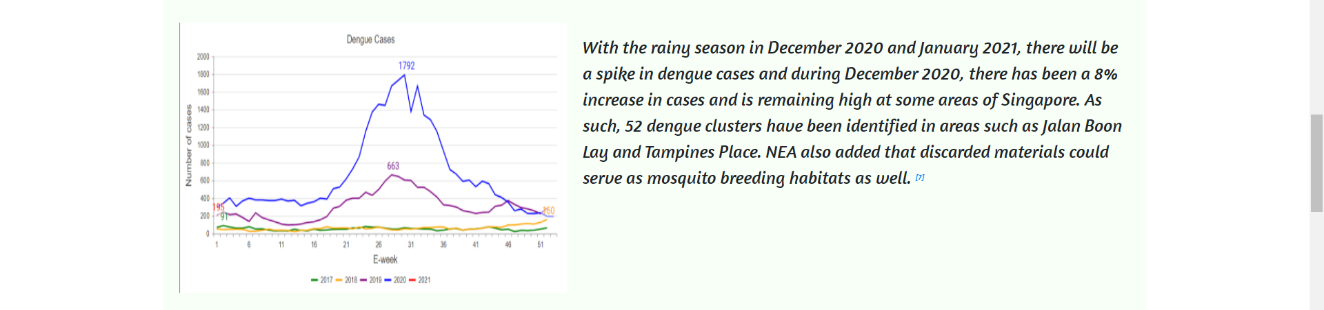 Dengue Cases
2000
1800
1600
1400
1200
1000
800
600
400
200
0
Number of cases
1792
663
195
91
260
1 6 11 16 21 26 31 36 41 46 51
E-week
2017 2018 2019 2020 2021
With the rainy season in December 2020 and January 2021, there will be
a spike in dengue cases and during December 2020, there has been a 8%
increase in cases and is remaining high at some areas of Singapore. As
such, 52 dengue clusters have been identified in areas such as Jalan Boon
Lay and Tampines Place. NEA also added that discarded materials could
serve as mosquito breeding habitats as well. [7]